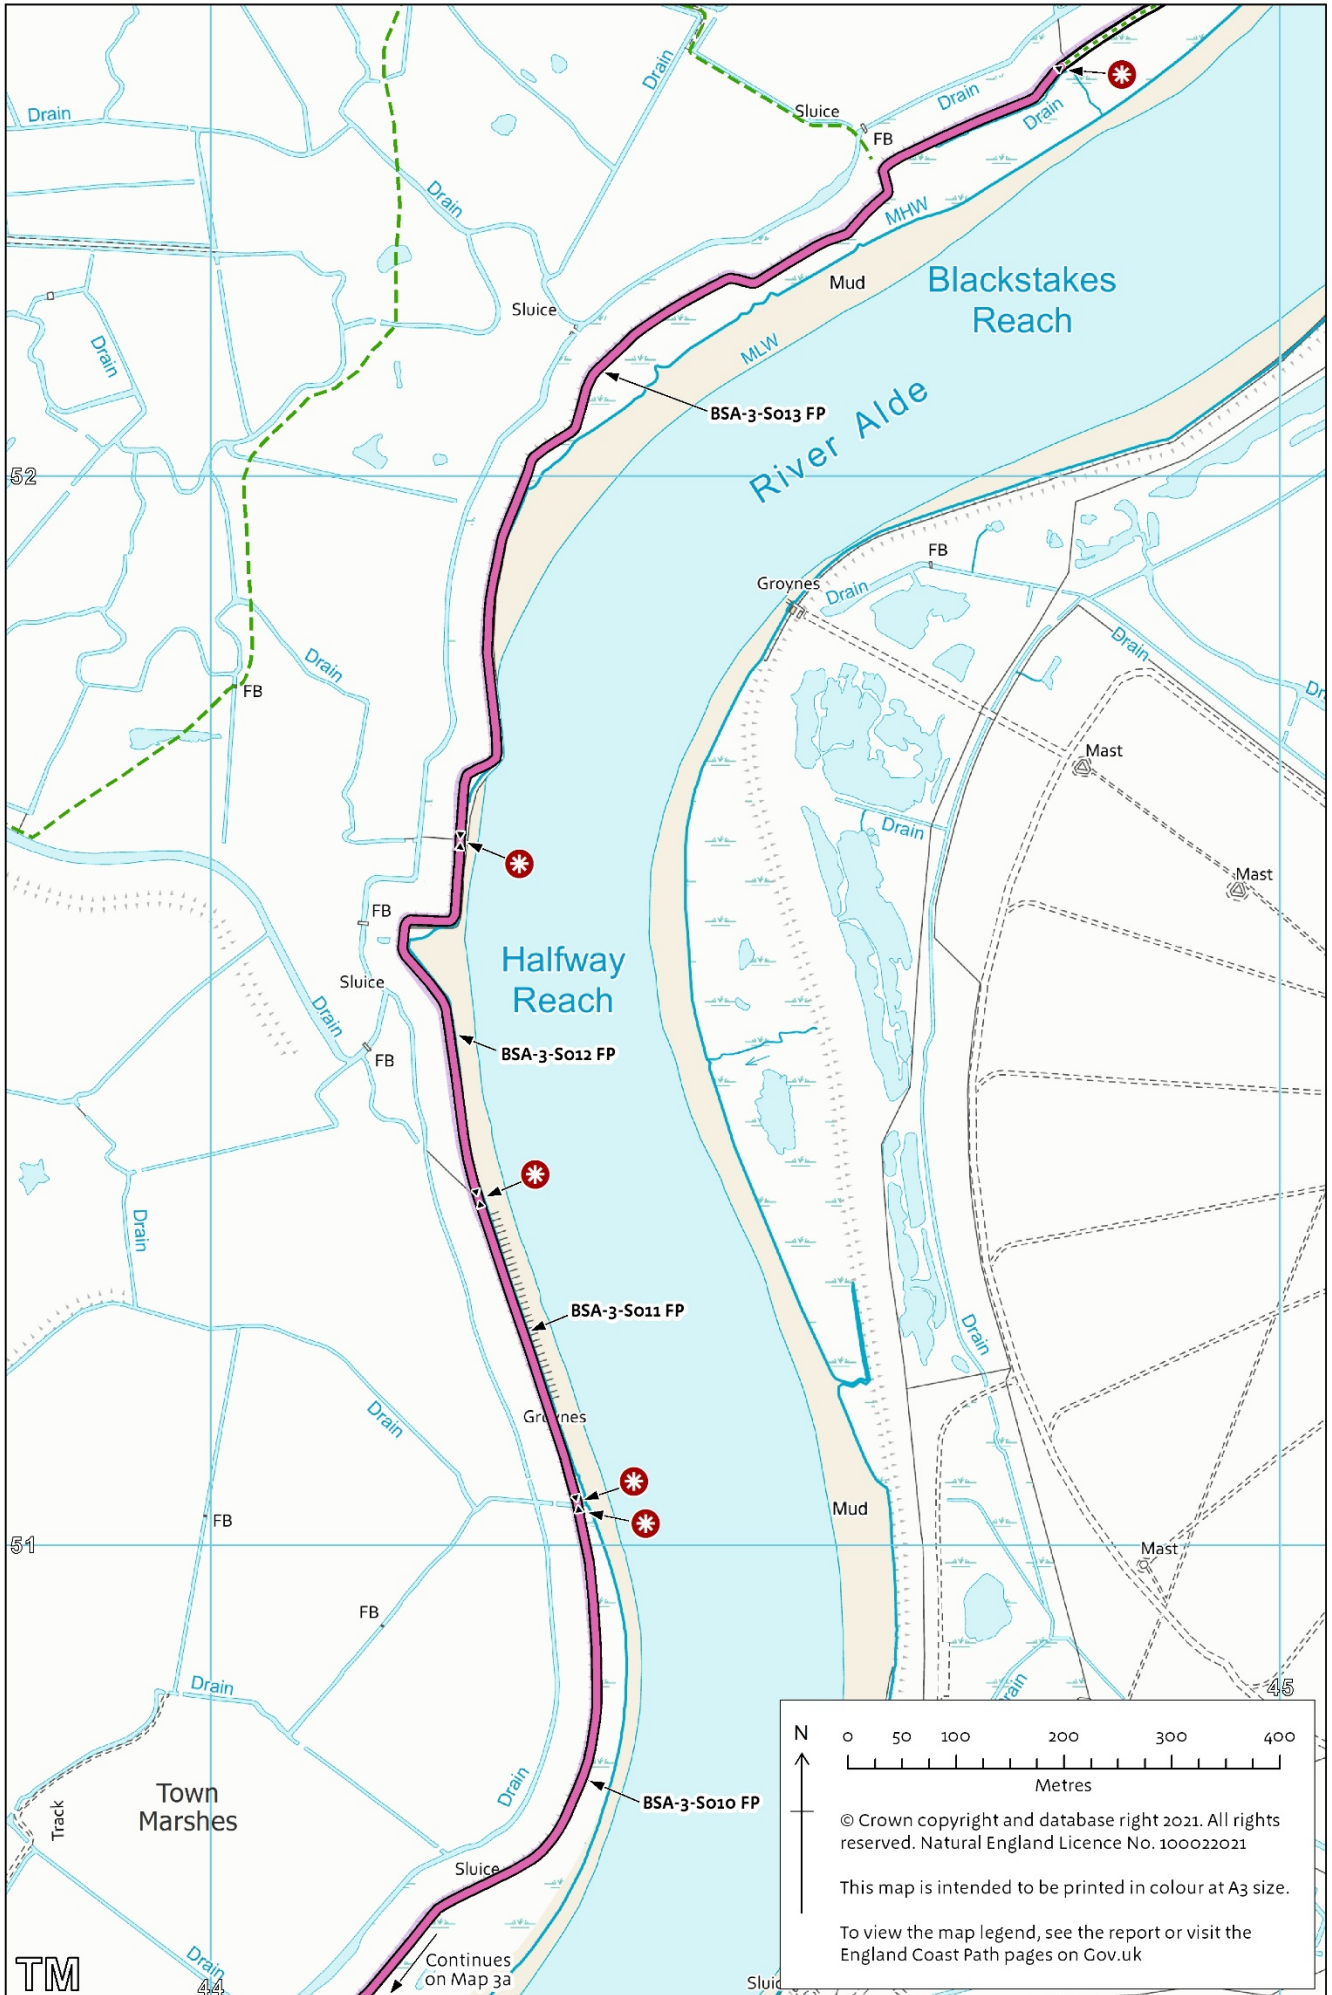 Drain
Drain
Sluice
FB
Drain
Drain
Drain
MHW
Mud
Blackstakes
Reach
Sluice
Drain
MLW
BSA-3-S013 FP
River Alde
52
FB
Groynes
Drain
Drain
Drain
FB
Mast
Drain
Mast
FB
Halfway
Reach
Sluice
Drain
BSA-3-S012 FP
FB
Drain
BSA-3-S011 FP
Drain
Drain
Groynes
Mud
FB
51
Mast
FB
Drain
45
Town
Marshes
Track
Drain
BSA-3-S010 FP
Sluice
Drain
Continues
on Map 3a
TM
44
N
0 50 100 200 300 400
Metres
© Crown copyright and database right 2021. All rights
reserved. Natural England Licence No. 100022021
This map is intended to be printed in colour at A3 size.
To view the map legend, see the report or visit the
England Coast Path pages on Gov.uk